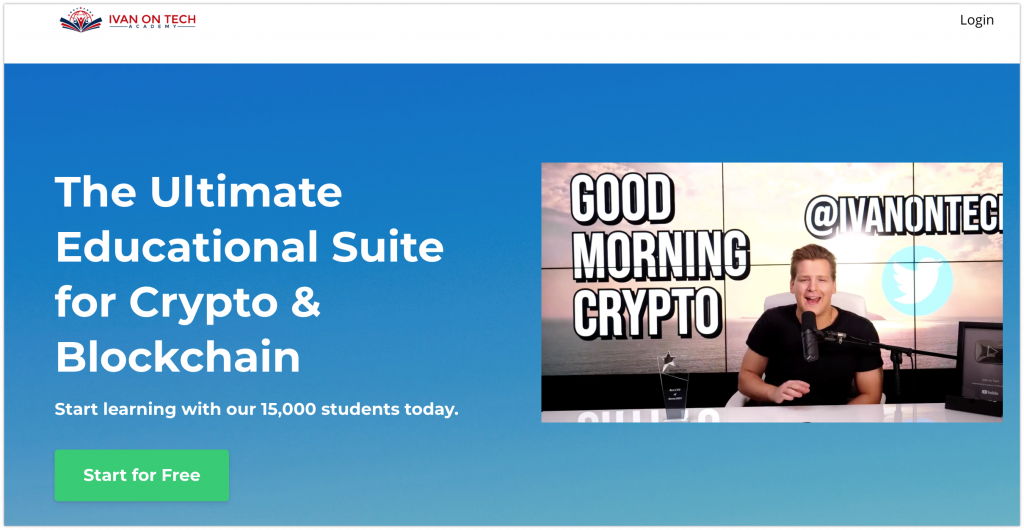 IVAN ON TECH
ACADEMY
Login
The Ultimate
Educational Suite
for Crypto &
Blockchain
Start learning with our 15,000 students today.
Start for Free
GOOD
MORNING
CRYPTO
@IVANONTECH